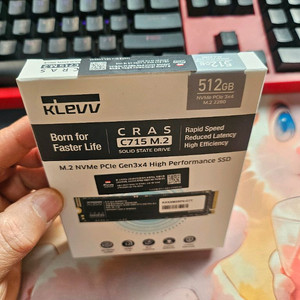 KLEVV
512GB
NVMe PCIe 3x4
M.2 2280
Born for
Faster Life
CRAS
C715 M.2
SOLID STATE DRIVE
Rapid Speed
Reduced Latency
High Efficiency
M.2 NVMe PCIe Gen3x4 High Performance SSD